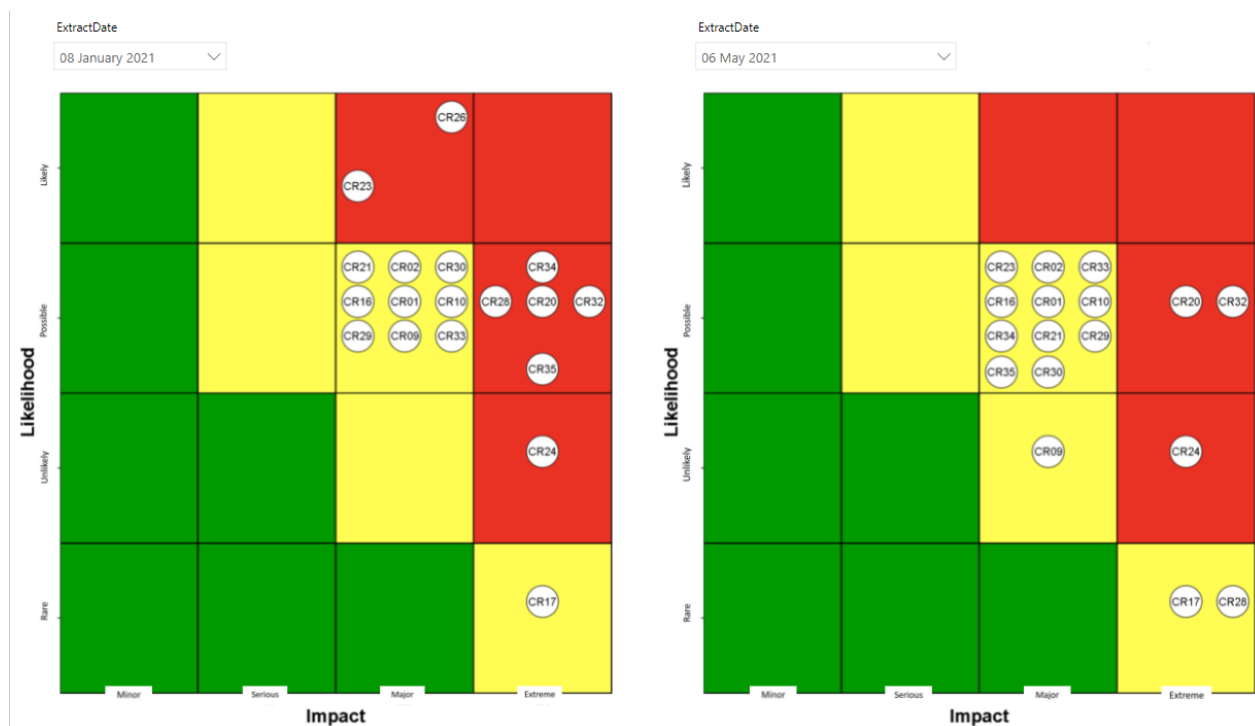 ExtractDate
08 January 2021
CR26
Likely
CR23
CR21 CR02 CR30 CR34
CR16 CR01 CR10 CR28 CR20 CR32
Possible
CR29 CR09 CR33
CR35
Likelihood
CR24
Unlikely
CR17
Rare
Minor Serious Major Extreme
Impact
ExtractDate
06 May 2021
Likely
CR23 CR02 CR33
CR16 CR01 CR10 CR20 CR32
Possible
CR34 CR21 CR29
CR35 CR30
Likelihood
CR09 CR24
Unlikely
CR17 CR28
Rare
Minor Serious Major Extreme
Impact